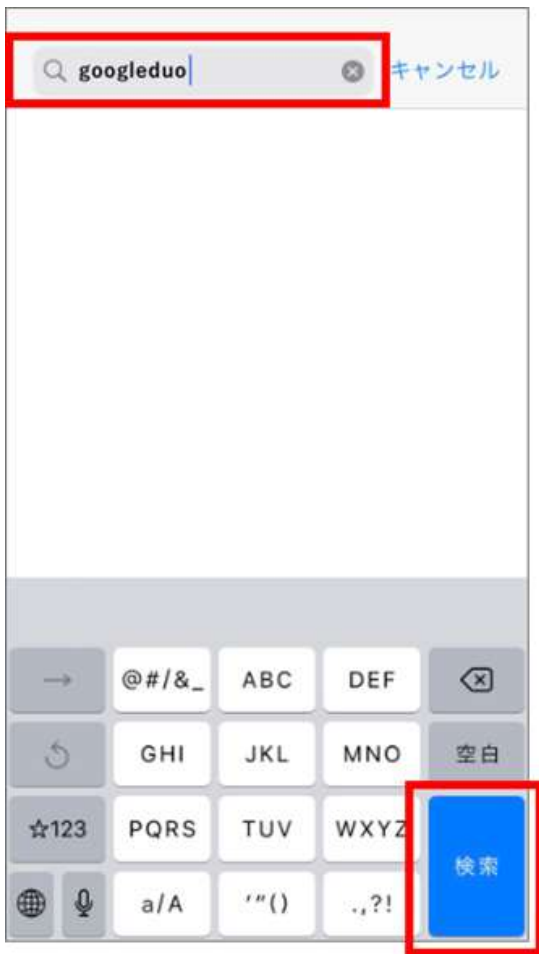 googleduo
キャンセル
→ @#/&_ ABC DEF
GHI JKL MNO 空白
☆123 PQRS TUV WXYZ
検索
a/A '"() .,?!